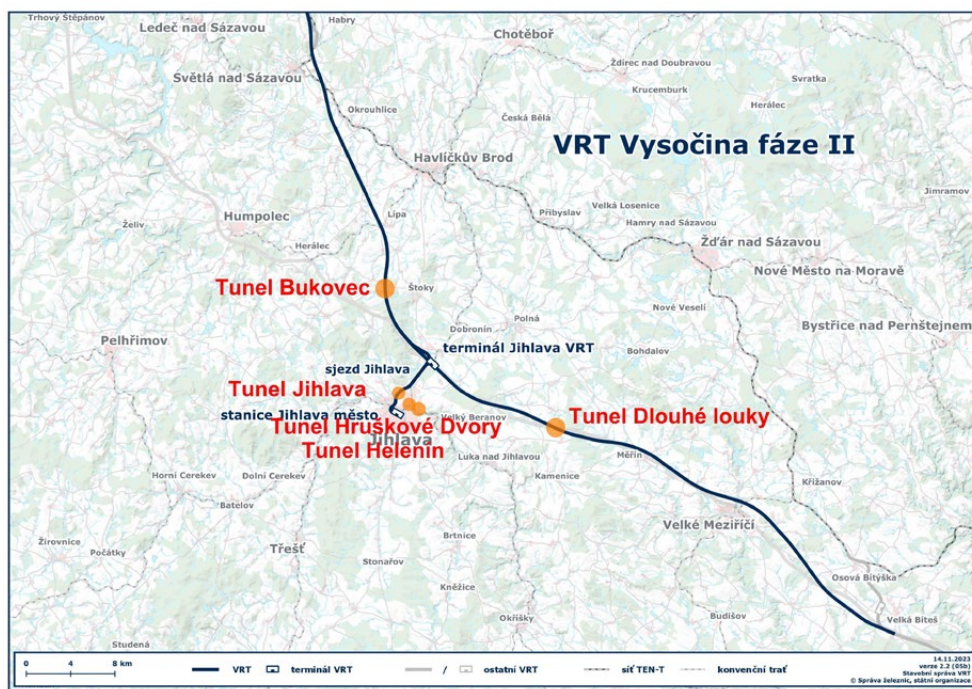 Trhový Štěpánov
Ledeč nad Sázavou
Habry
Chotěboř
Ždírec nad Doubravou
Svratka
Světlá nad Sázavou
Krucemburk
Herálec
Okrouhlice
Česká Bělá
VRT Vysočina fáze II
Havlíčkův Brod
Jimramov
Želiv
Humpolec
Lípa
Přibyslav
Velká Losenice
Hamry nad Sázavou
Herálec
Žďár nad Sázavou
Nové Město na Moravě
Tunel Bukovec
Štoky
Polná
Nové Veselí
Dobronín
Bystřice nad Pernštejnem
Pelhřimov
terminál Jihlava VRT
Bohdalov
sjezd Jihlava
Tunel Jihlava
stanice Jihlava město
Velký Beranov
Tunel Dlouhé louky
Tunel Hruškové Dvory
Jihlava
Tunel Helenín
Luka nad Jihlavou
Měřín
Horní Cerekev
Dolní Cerekev
Kamenice
Křižanov
Batelov
Velké Meziříčí
Žirovnice
Počátky
Třešť
Brtnice
Stonařov
Osová Bítýška
Kněžice
Okříšky
Budišov
Velká Bíteš
Studená
0 4 8 km
VRT
terminál VRT
ostatní VRT
síť TEN-T
konvenční trať
14.11.2023
verze 2.2 (05b)
Stavební správa VRT
© Správa železnic, státní organizace